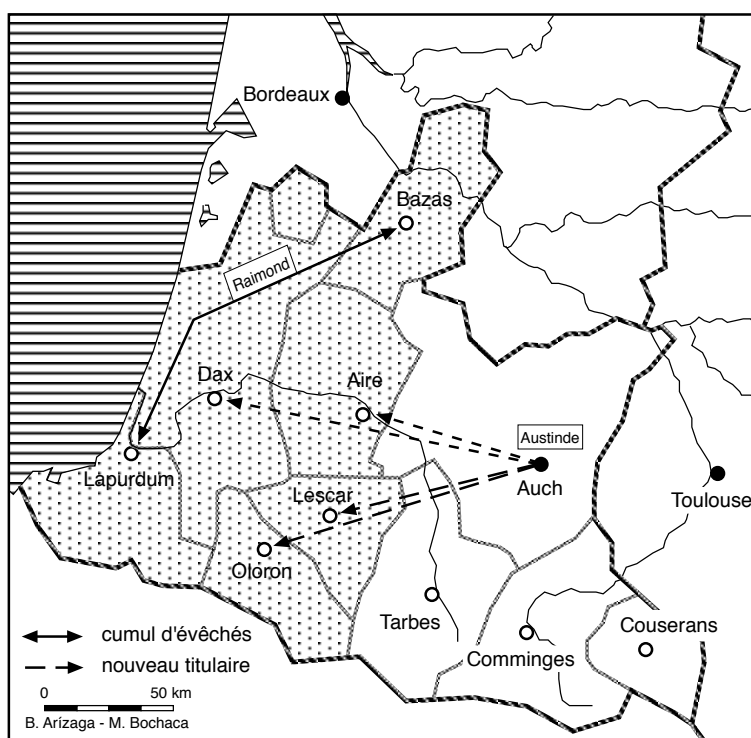 Bordeaux
Bazas
Raimond
Dax
Aire
Austinde
Lapurdum
Lescar
Auch
Toulouse
Oloron
Tarbes
Couserans
Comminges
cumul d'évêchés
nouveau titulaire
0 50 km
B. Arízaga - M. Bochaca